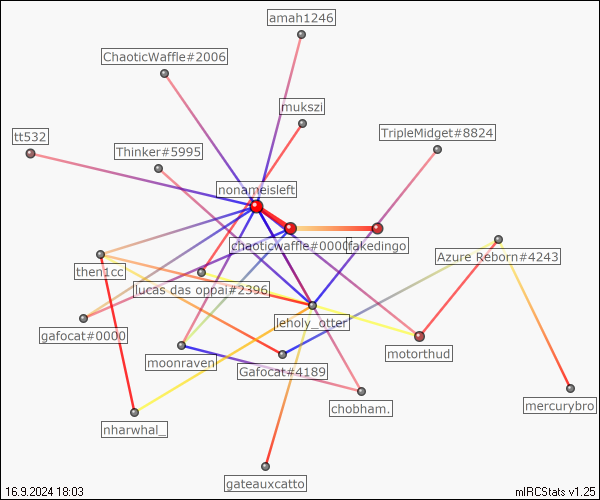 amah1246
ChaoticWaffle#2006
mukszi
TripleMidget#8824
tt532
Thinker#5995
nonameisleft
chaoticwaffle#0000
fakedingo
Azure Reborn#4243
then1cc
lucas das oppai#2396
leholy_otter
gafocat#0000
motorthud
moonraven
Gafocat#4189
chobham.
mercurybro
nharwhal_
gateauxcatto
16.9.2024 18:03
mIRCStats v1.25